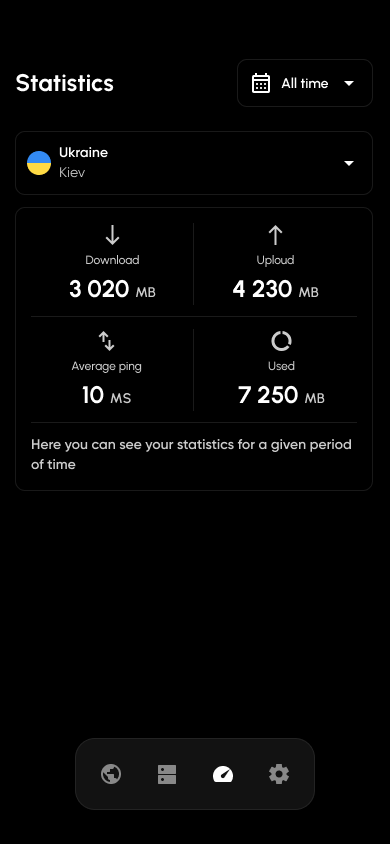 Statistics
All time
Ukraine
Kiev
Download
Uploud
3 020 MB
4 230 MB
Average ping
Used
10 MS
7 250 MB
Here you can see your statistics for a given period
of time